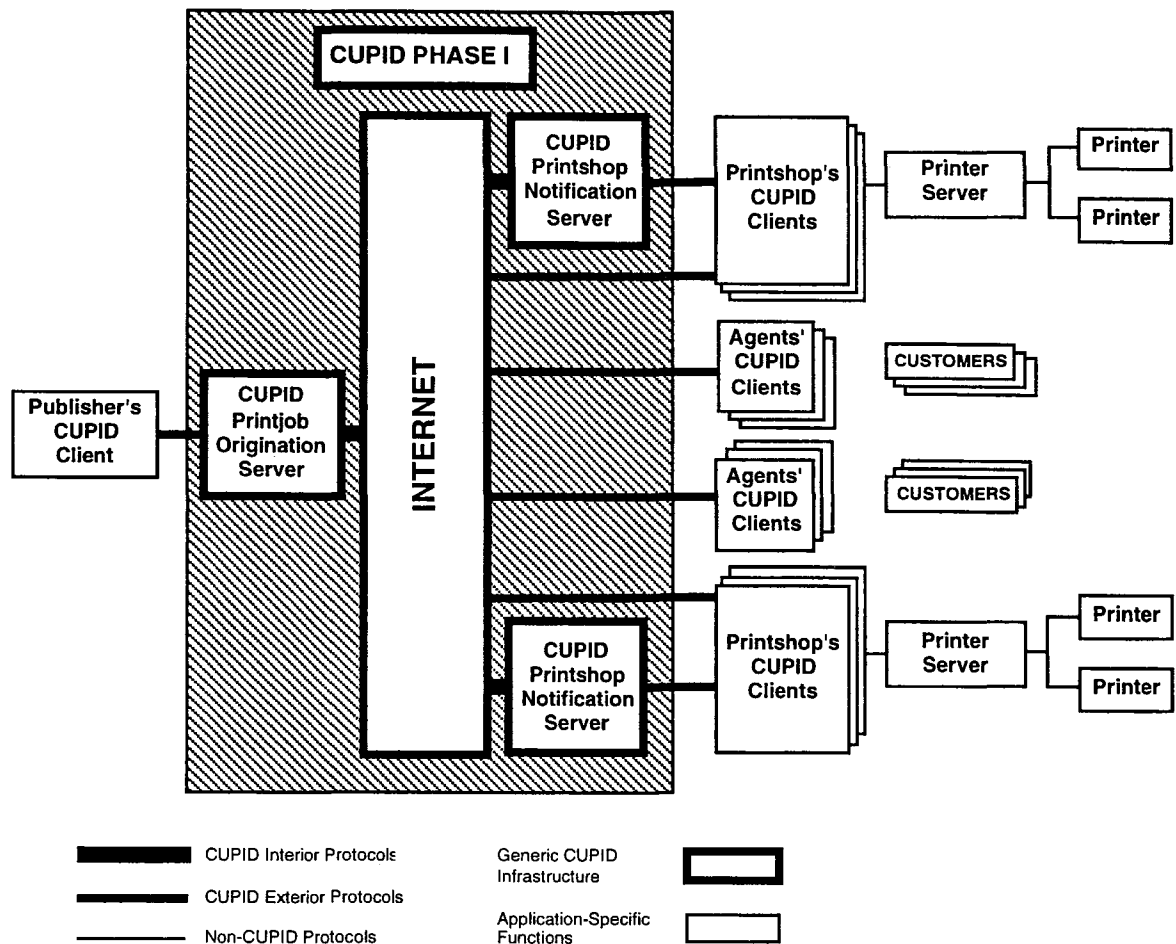 CUPID PHASE I
CUPID
Printshop
Notification
Server
Printshop's
CUPID
Clients
Printer
Server
Printer
Printer
Agents'
CUPID
Clients
CUSTOMERS
Publisher's
CUPID
Client
CUPID
Printjob
Origination
Server
INTERNET
Agents'
CUPID
Clients
CUSTOMERS
CUPID
Printshop
Notification
Server
Printshop's
CUPID
Clients
Printer
Server
Printer
Printer
CUPID Interior Protocols
CUPID Exterior Protocols
Non-CUPID Protocols
Generic CUPID
Infrastructure
Application-Specific
Functions